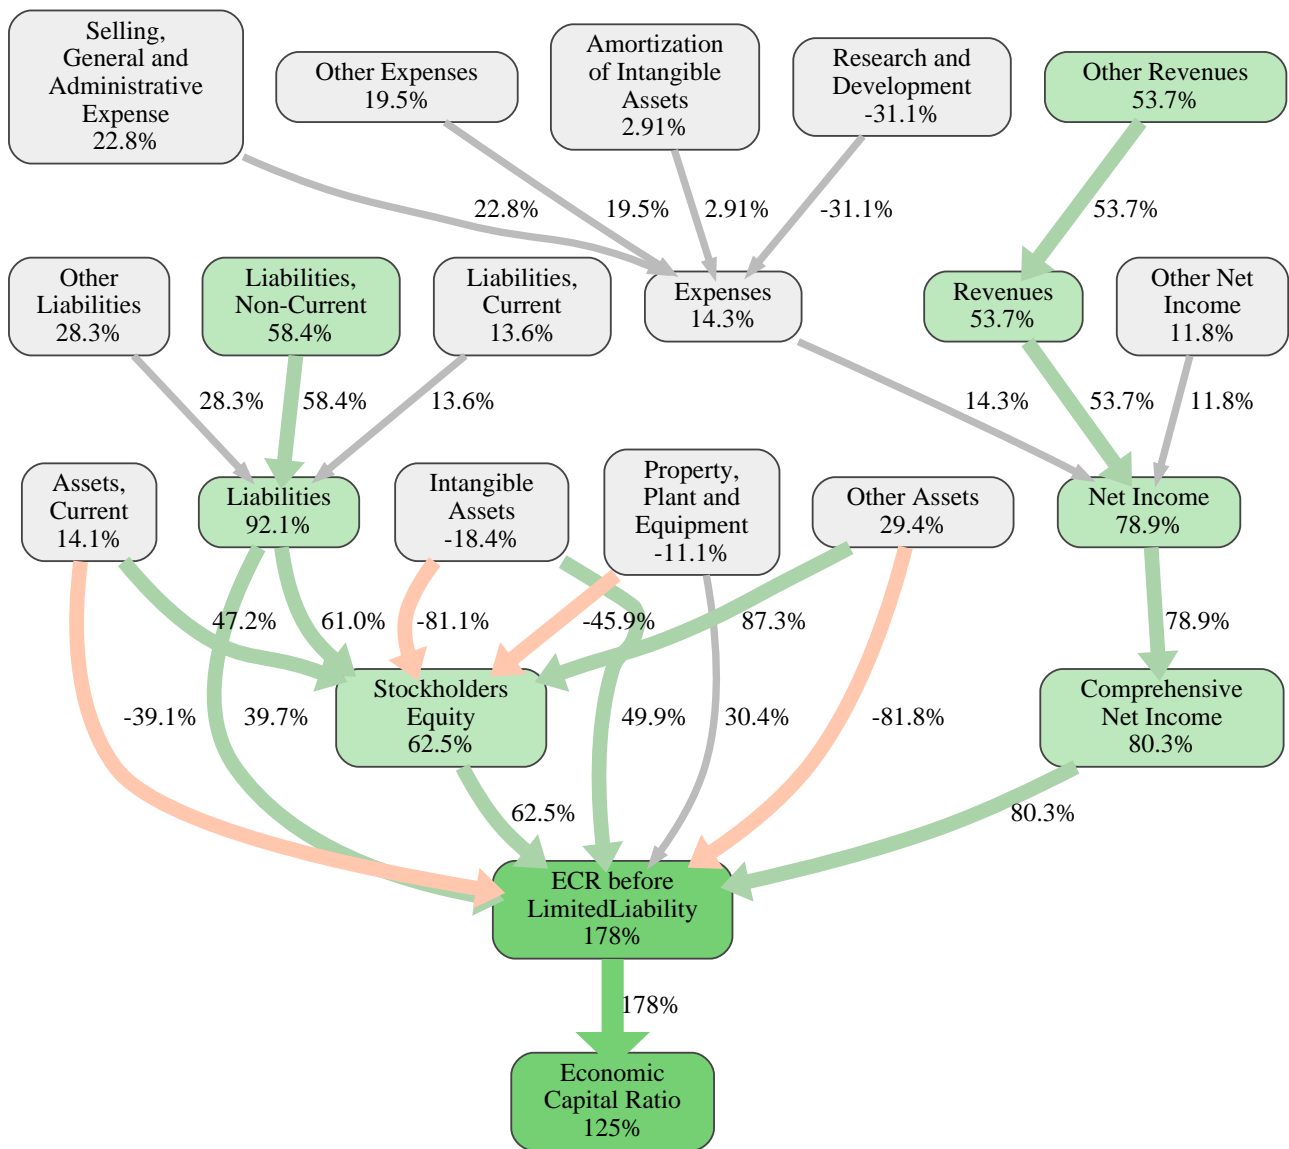 Selling,
General and
Administrative
Expense
22.8%
Other Expenses
19.5%
Amortization
of Intangible
Assets
2.91%
Research and
Development
-31.1%
Other Revenues
53.7%
22.8%
19.5%
2.91%
-31.1%
53.7%
Other
Liabilities
28.3%
Liabilities,
Non-Current
58.4%
Liabilities,
Current
13.6%
Expenses
14.3%
Revenues
53.7%
Other Net
Income
11.8%
28.3%
58.4%
13.6%
14.3%
53.7%
11.8%
Assets,
Current
14.1%
Liabilities
92.1%
Intangible
Assets
-18.4%
Property,
Plant and
Equipment
-11.1%
Other Assets
29.4%
Net Income
78.9%
47.2%
61.0%
-81.1%
-45.9%
87.3%
78.9%
Stockholders
Equity
62.5%
Comprehensive
Net Income
80.3%
-39.1%
39.7%
49.9%
30.4%
-81.8%
62.5%
80.3%
ECR before
LimitedLiability
178%
178%
Economic
Capital Ratio
125%